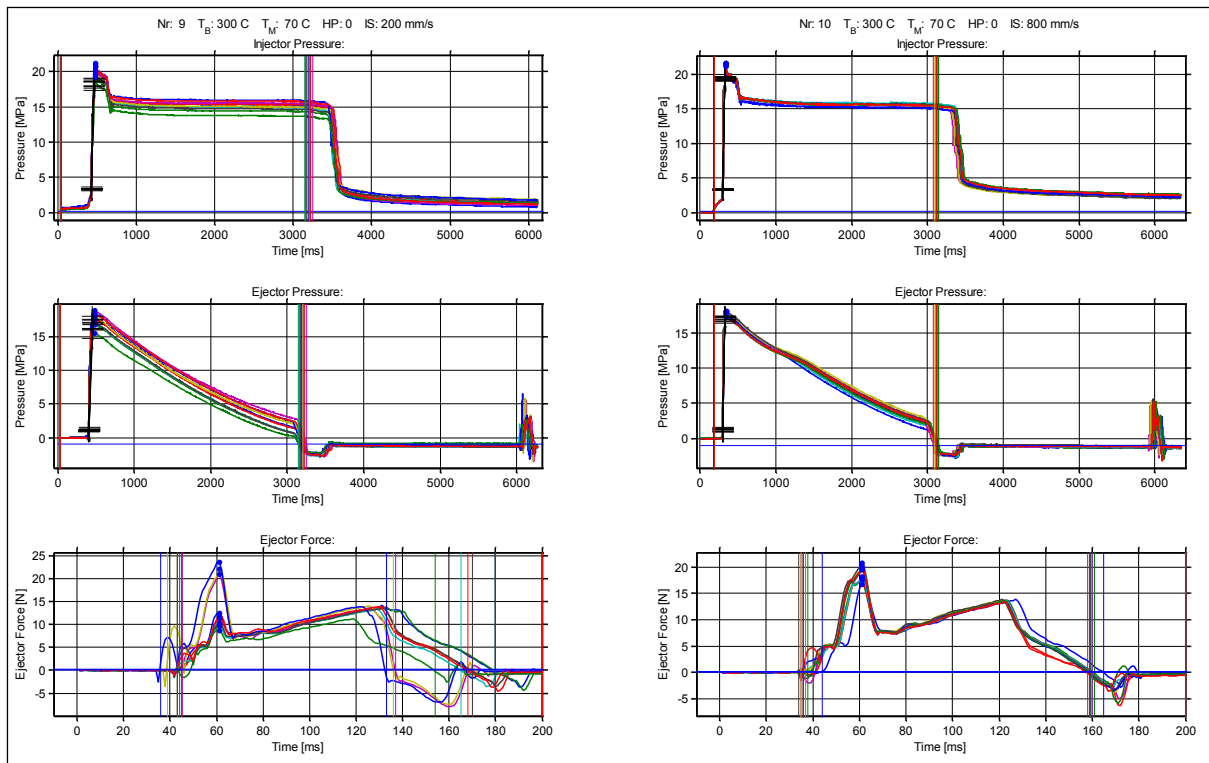 Nr: 9 TB: 300 C TM: 70 C HP: 0 IS: 200 mm/s
Injector Pressure:
Pressure [MPa]
20
15
10
5
0
0 1000 2000 3000 4000 5000 6000
Time [ms]
Ejector Pressure:
Pressure [MPa]
15
10
5
0
0 1000 2000 3000 4000 5000 6000
Time [ms]
Ejector Force:
Ejector Force [N]
25
20
15
10
5
0
-5
0 20 40 60 80 100 120 140 160 180 200
Time [ms]
Nr: 10 TB: 300 C TM: 70 C HP: 0 IS: 800 mm/s
Injector Pressure:
Pressure [MPa]
20
15
10
5
0
0 1000 2000 3000 4000 5000 6000
Time [ms]
Ejector Pressure:
Pressure [MPa]
15
10
5
0
0 1000 2000 3000 4000 5000 6000
Time [ms]
Ejector Force:
Ejector Force [N]
20
15
10
5
0
-5
0 20 40 60 80 100 120 140 160 180 200
Time [ms]